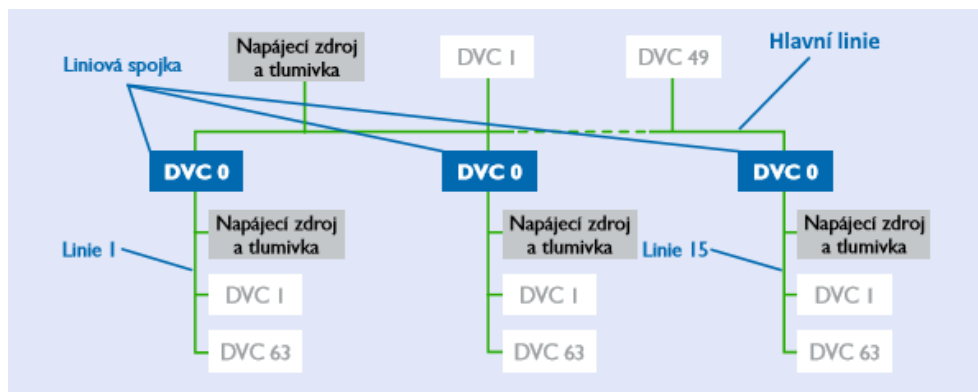 Napájecí zdroj
a tlumivka
DVC 1
DVC 49
Hlavní linie
Liniová spojka
DVC 0
DVC 0
DVC 0
Napájecí zdroj
a tlumivka
Napájecí zdroj
a tlumivka
Napájecí zdroj
a tlumivka
Linie 1
Linie 15
DVC 1
DVC 1
DVC 1
DVC 63
DVC 63
DVC 63